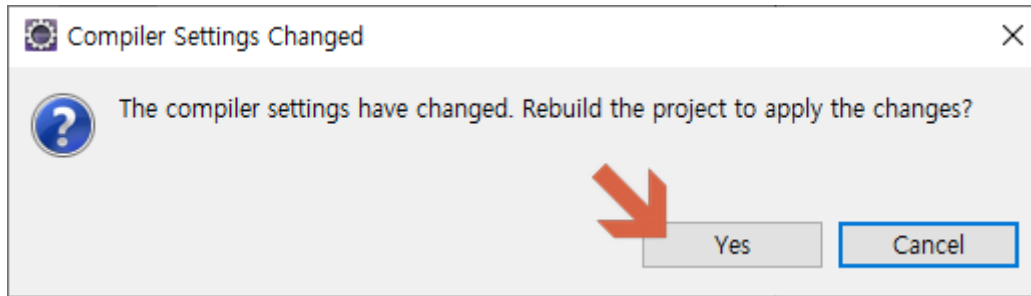 Compiler Settings Changed
The compiler settings have changed. Rebuild the project to apply the changes?
Yes
Cancel